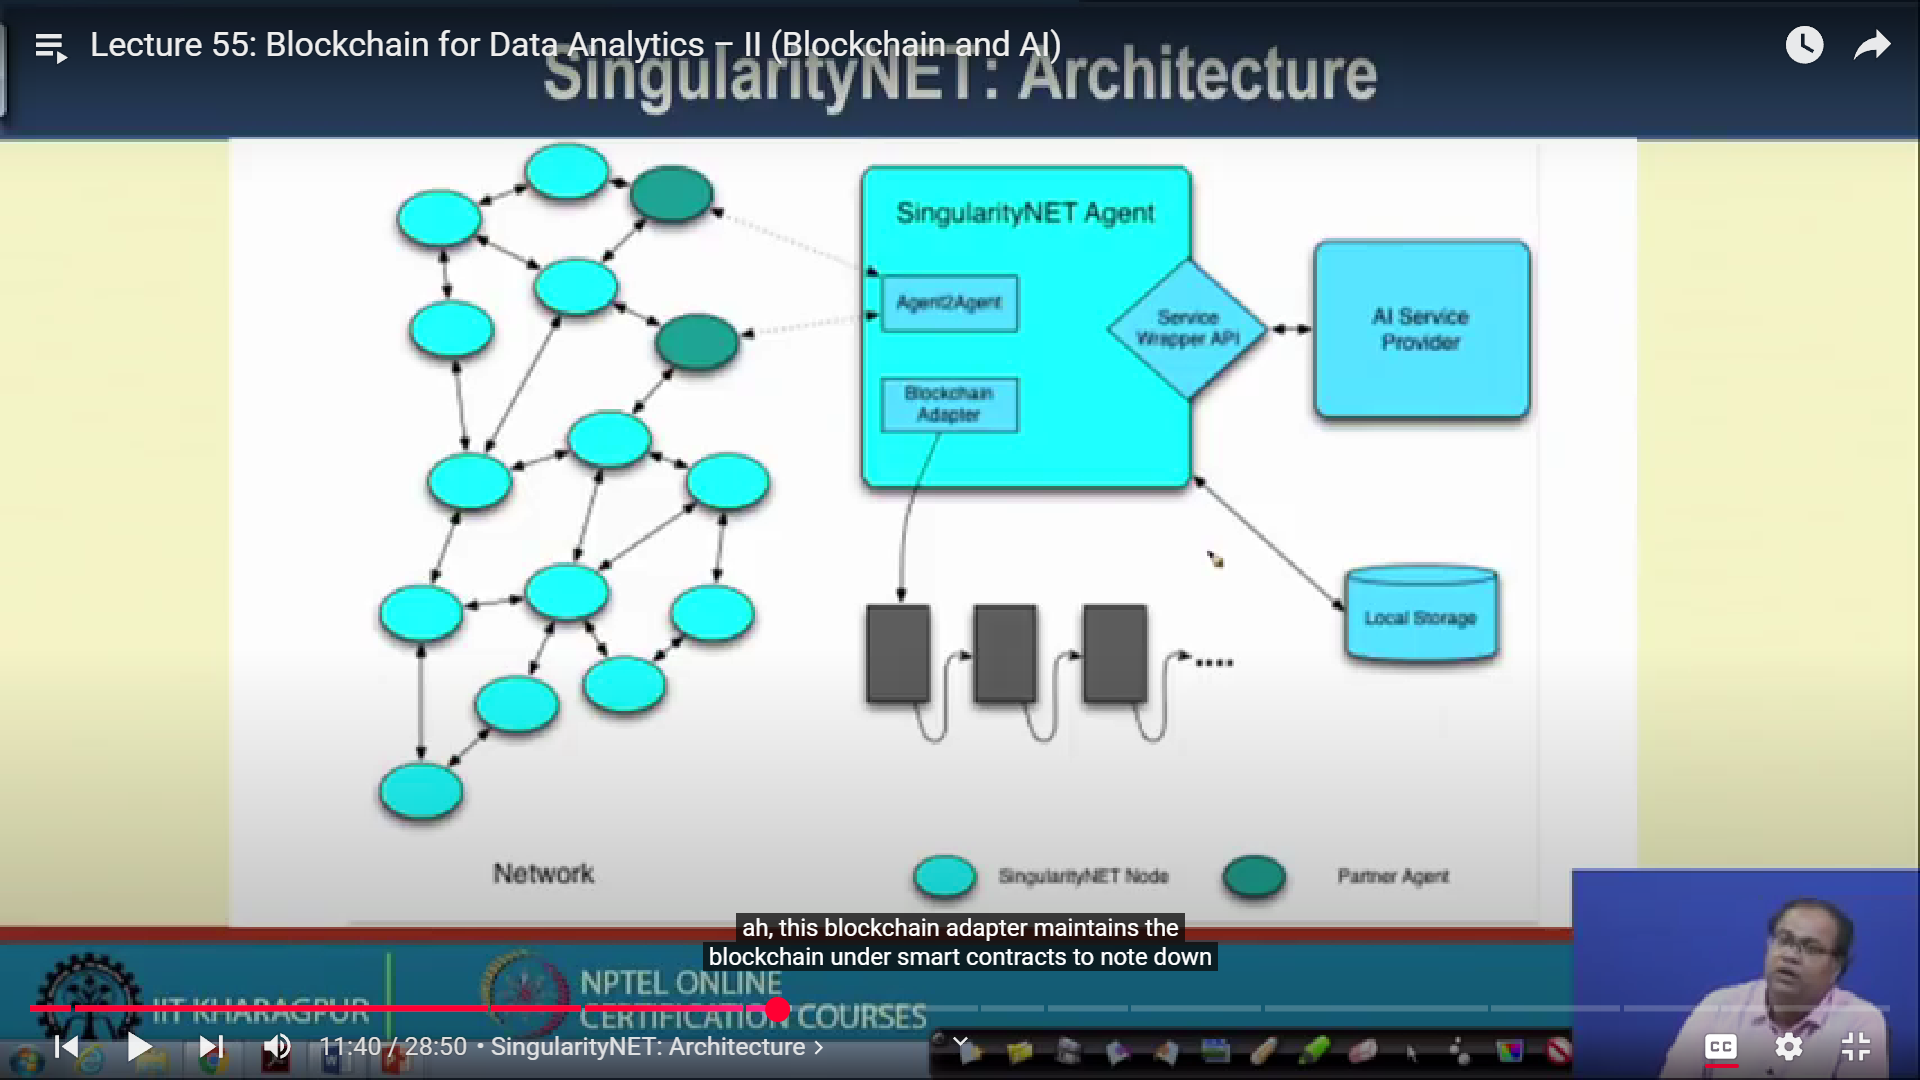 Lecture 55: Blockchain for Data Analytics – II (Blockchain and AI)
SingularityNET: Architecture
SingularityNET Agent
Agent2Agent
Blockchain
Adapter
Service
Wrapper API
AI Service
Provider
Local Storage
Network
SingularityNET Node
Partner Agent
ah, this blockchain adapter maintains the
blockchain under smart contracts to note down
IIT KHARAGPUR
NPTEL ONLINE
CERTIFICATION COURSES
11:40 / 28:50 • SingularityNET: Architecture
CC